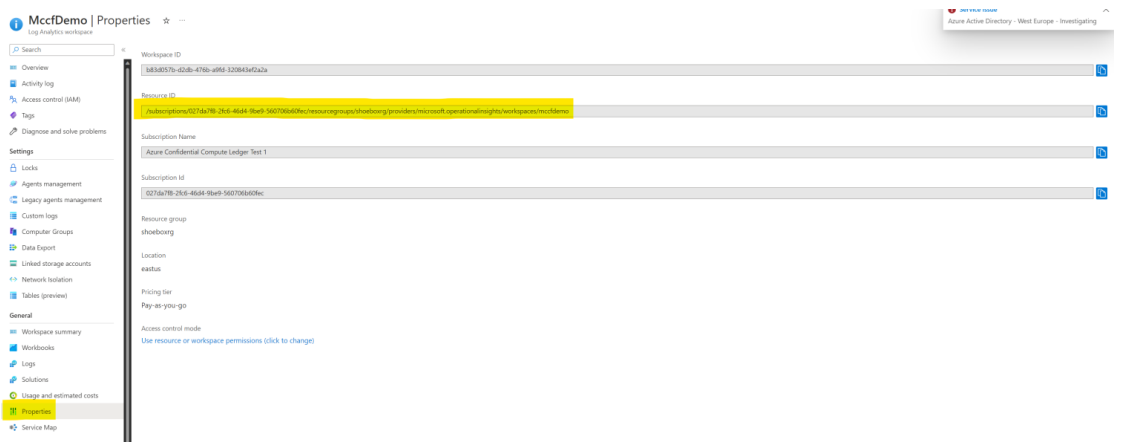 MccfDemo | Properties
Log Analytics workspace
Service issue
Azure Active Directory - West Europe - Investigating
Search
Overview
Activity log
Access control (IAM)
Tags
Diagnose and solve problems
Settings
Locks
Agents management
Legacy agents management
Custom logs
Computer Groups
Data Export
Linked storage accounts
Network Isolation
Tables (preview)
General
Workspace summary
Workbooks
Logs
Solutions
Usage and estimated costs
Properties
Service Map
Workspace ID
b83d057b-d2db-476b-a9fd-320843ef2a2a
Resource ID
/subscriptions/027da7f8-2fc6-46d4-9be9-560706b60fec/resourcegroups/shoeboxrg/providers/microsoft.operationalinsights/workspaces/mccfdemo
Subscription Name
Azure Confidential Compute Ledger Test 1
Subscription Id
027da7f8-2fc6-46d4-9be9-560706b60fec
Resource group
shoeboxrg
Location
eastus
Pricing tier
Pay-as-you-go
Access control mode
Use resource or workspace permissions (click to change)